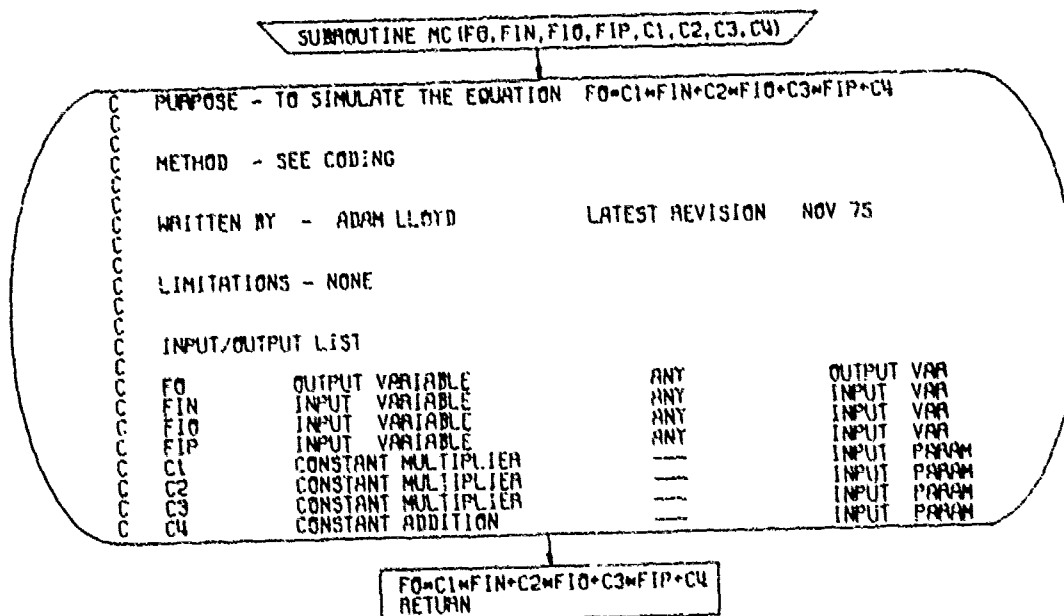 SUBROUTINE MC(FO,FIN,FIO,FIP,C1,C2,C3,C4)
C PURPOSE - TO SIMULATE THE EQUATION FO=C1*FIN+C2*FIO+C3*FIP+C4
C
C
C METHOD - SEE CODING
C
C
C WRITTEN BY - ADAM LLOYD LATEST REVISION NOV 75
C
C
C LIMITATIONS - NONE
C
C
C INPUT/OUTPUT LIST
C
C FO OUTPUT VARIABLE ANY OUTPUT VAR
C FIN INPUT VARIABLE ANY INPUT VAR
C FIO INPUT VARIABLE ANY INPUT VAR
C FIP INPUT VARIABLE ANY INPUT VAR
C C1 CONSTANT MULTIPLIER --- INPUT PARAM
C C2 CONSTANT MULTIPLIER --- INPUT PARAM
C C3 CONSTANT MULTIPLIER --- INPUT PARAM
C C4 CONSTANT ADDITION --- INPUT PARAM
FO=C1*FIN+C2*FIO+C3*FIP+C4
RETURN